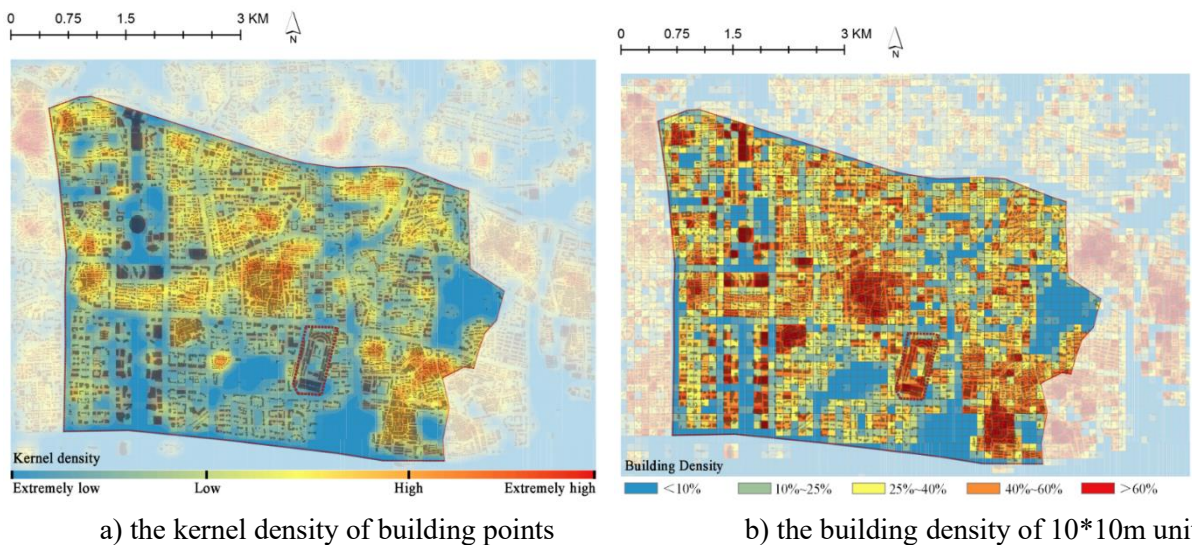 0 0.75 1.5 3 KM
N
0 0.75 1.5 3 KM
N
Kernel density
Extremely low Low High Extremely high
Building Density
<10% 10%~25% 25%~40% 40%~60% >60%
a) the kernel density of building points
b) the building density of 10*10m uni